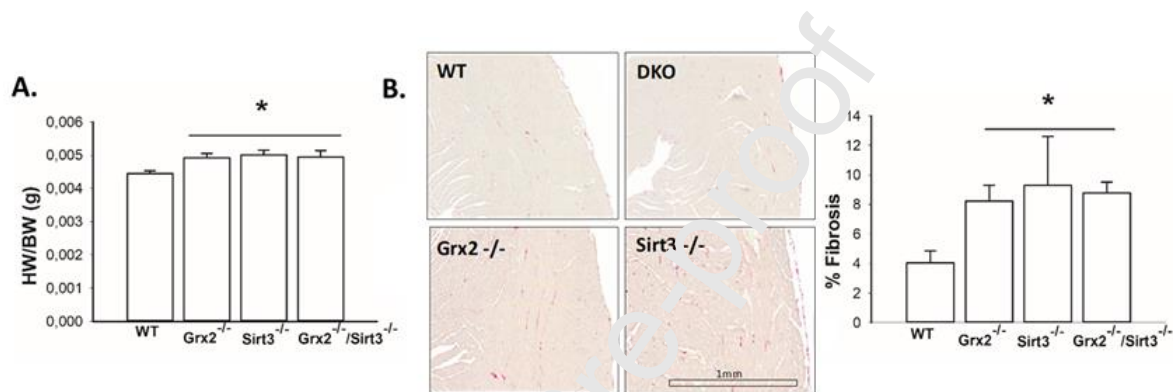 A.
HW/BW (g)
0,006
0,005
0,004
0,003
0,002
0,001
0,000
*
WT
Grx2-/-
Sirt3-/-
Grx2-/-/Sirt3-/-
B.
WT
DKO
Grx2 -/-
Sirt3 -/-
1mm
% Fibrosis
14
12
10
8
6
4
2
0
*
WT
Grx2-/-
Sirt3-/-
Grx2-/-/Sirt3-/-
re-proof